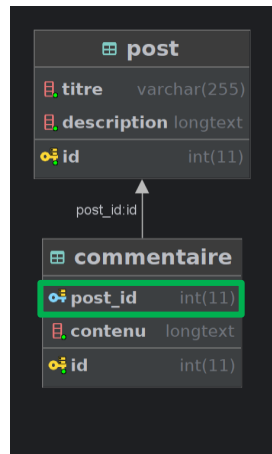 post
titre varchar(255)
description longtext
id int(11)
post_id:id
commentaire
post_id int(11)
contenu longtext
id int(11)